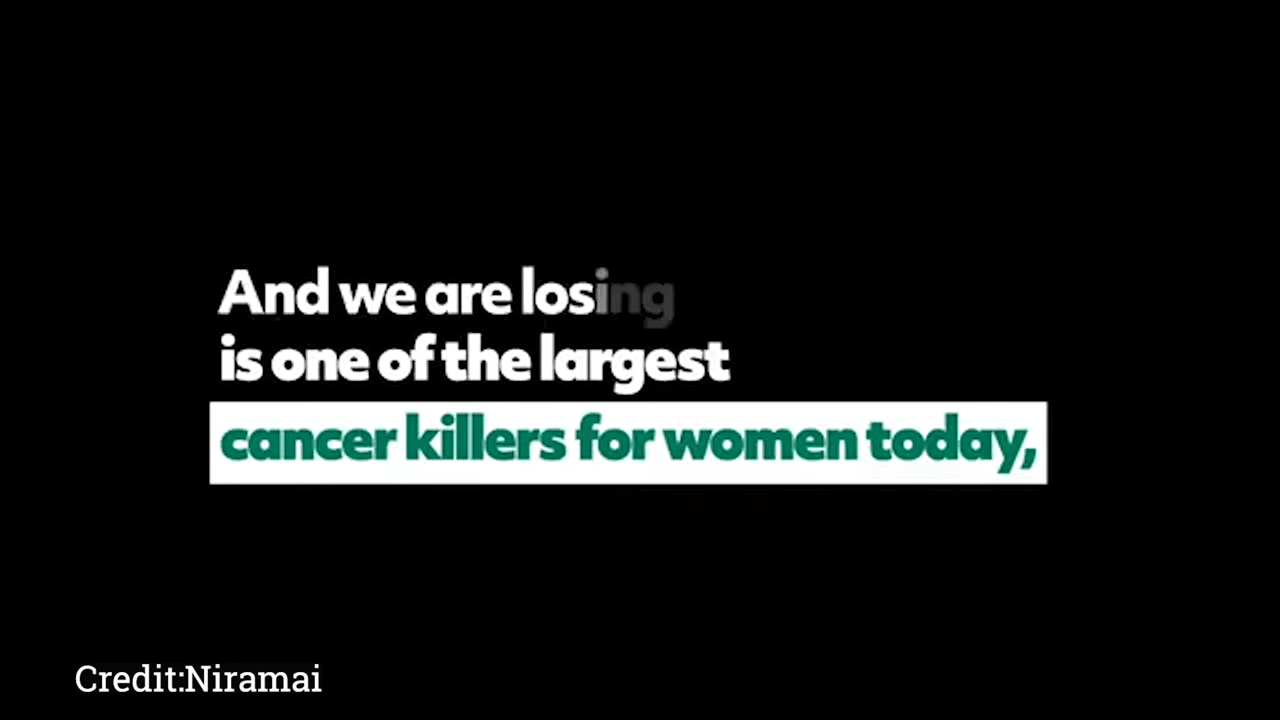 And we are losing
is one of the largest
cancer killers for women today,
Credit:Niramai